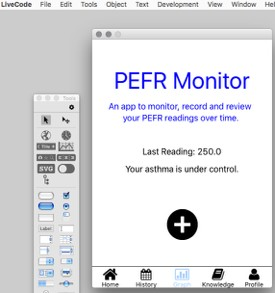 LiveCode File Edit Tools Object Text Development View Window
Tools
PEFR Monitor
An app to monitor, record and review
your PEFR readings over time.
Last Reading: 250.0
Your asthma is under control.
SVG
Label
Home History Graph Knowledge Profile